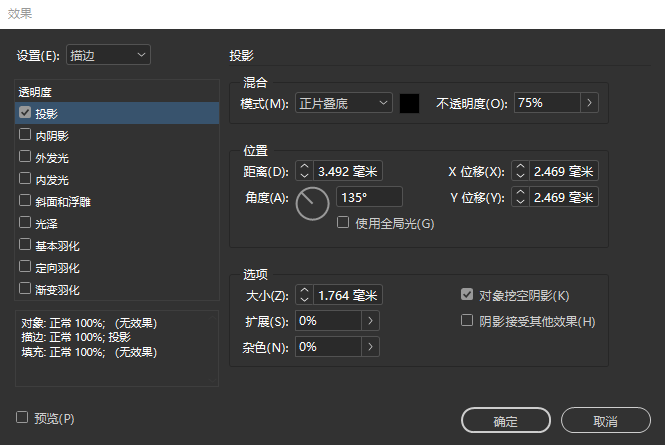 效果
设置(E): 描边
透明度
投影
内阴影
外发光
内发光
斜面和浮雕
光泽
基本羽化
定向羽化
渐变羽化
对象: 正常 100%; (无效果)
描边: 正常 100%; 投影
填充: 正常 100%; (无效果)
预览(P)
投影
混合
模式(M): 正片叠底 不透明度(O): 75%
位置
距离(D): 3.492 毫米 X 位移(X): 2.469 毫米
角度(A): 135° Y 位移(Y): 2.469 毫米
使用全局光(G)
选项
大小(Z): 1.764 毫米 对象挖空阴影(K)
扩展(S): 0% 阴影接受其他效果(H)
杂色(N): 0%
确定 取消